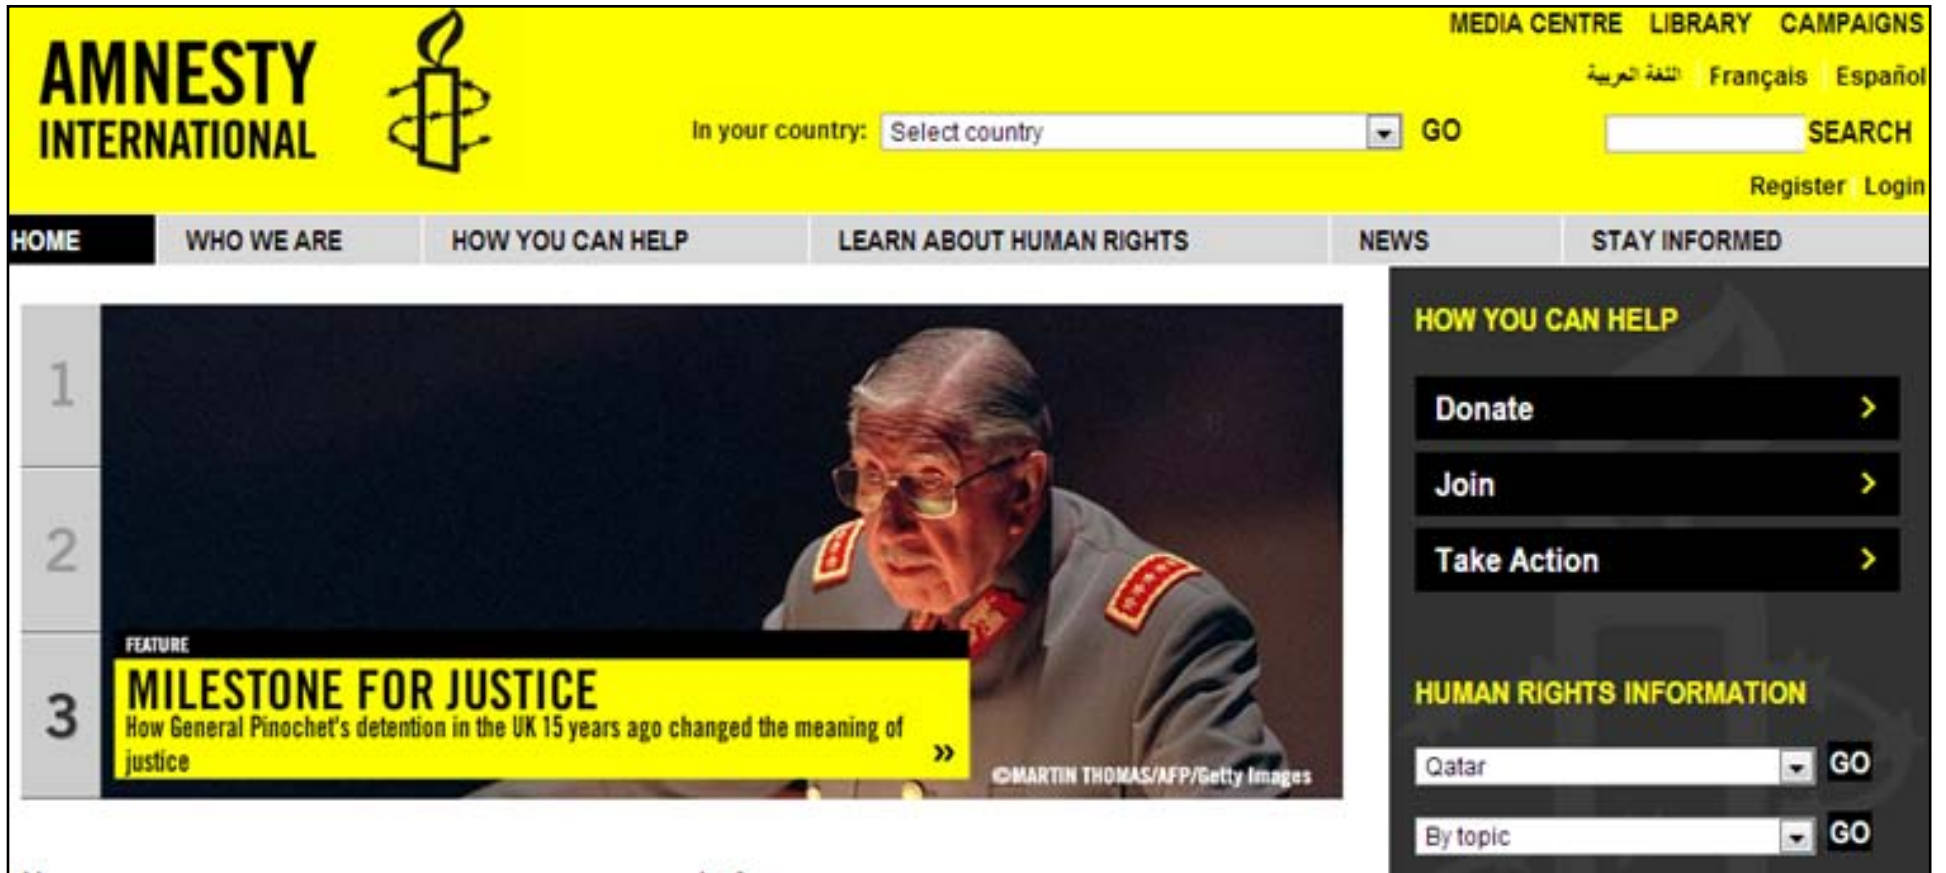 AMNESTY
INTERNATIONAL
MEDIA CENTRE LIBRARY CAMPAIGNS
اللغة العربية Français Español
In your country: Select country GO
SEARCH
Register Login
HOME WHO WE ARE HOW YOU CAN HELP LEARN ABOUT HUMAN RIGHTS NEWS STAY INFORMED
1
2
3
FEATURE
MILESTONE FOR JUSTICE
How General Pinochet's detention in the UK 15 years ago changed the meaning of
justice »
©MARTIN THOMAS/AFP/Getty Images
HOW YOU CAN HELP
Donate >
Join >
Take Action >
HUMAN RIGHTS INFORMATION
Qatar GO
By topic GO